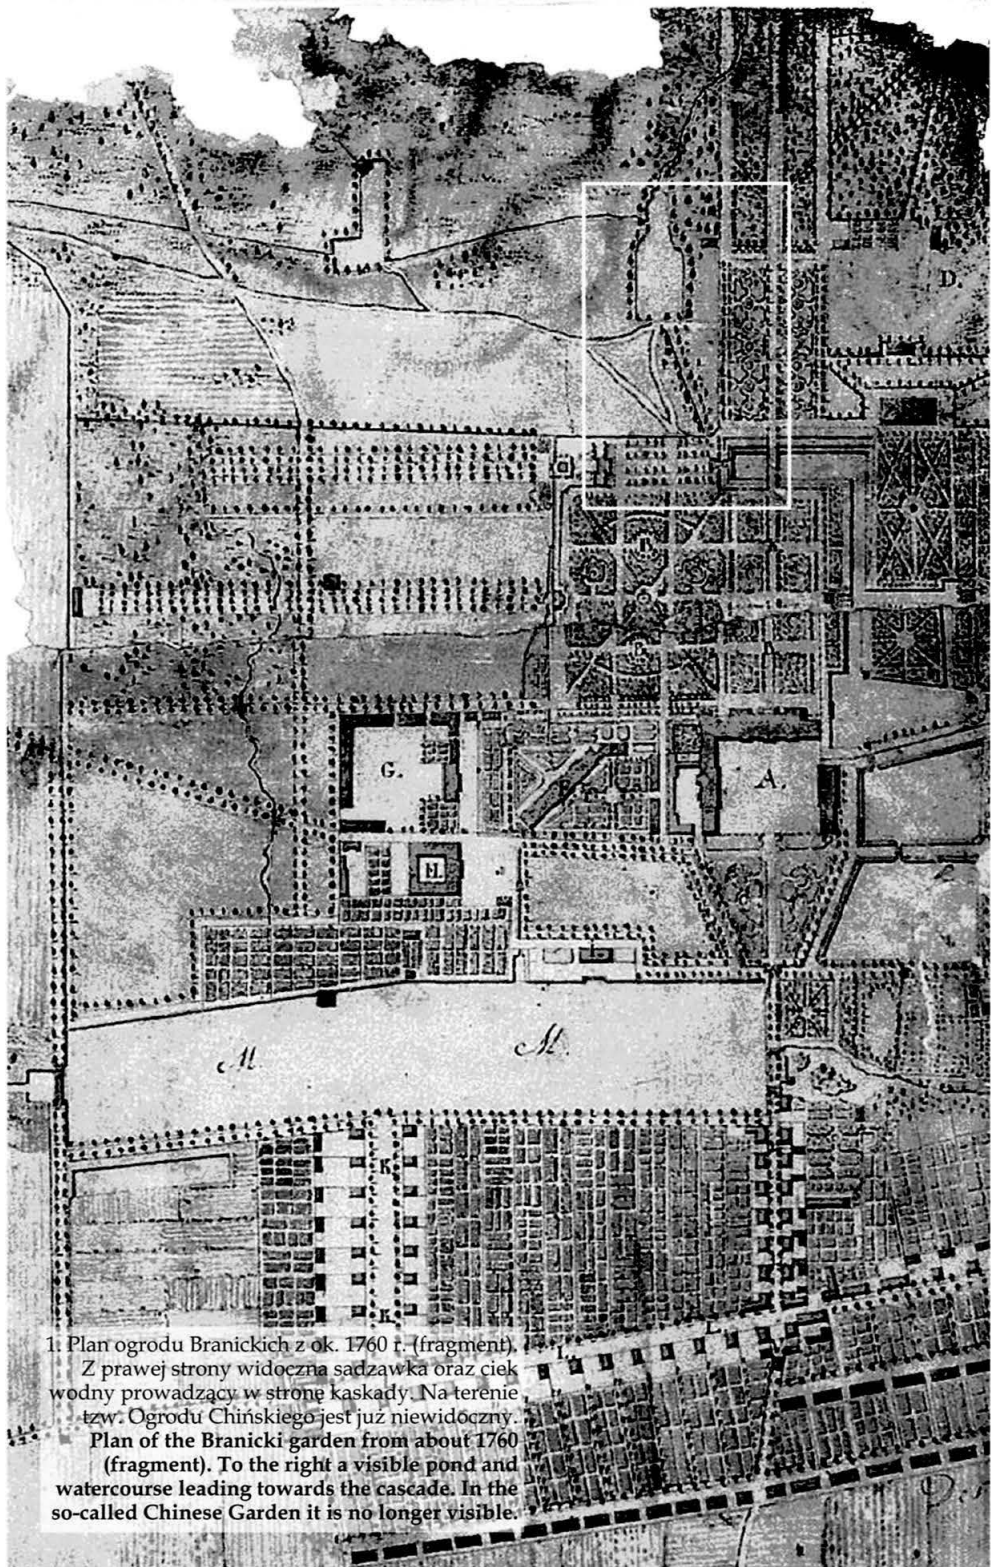 D.
G.
A.
H.
M
M.
K
K
L.
L.
1. Plan ogrodu Branickich z ok. 1760 r. (fragment).
Z prawej strony widoczna sadzawka oraz ciek
wodny prowadzący w stronę kaskady. Na terenie
tzw. Ogrodu Chińskiego jest już niewidoczny.
Plan of the Branicki garden from about 1760
(fragment). To the right a visible pond and
watercourse leading towards the cascade. In the
so-called Chinese Garden it is no longer visible.